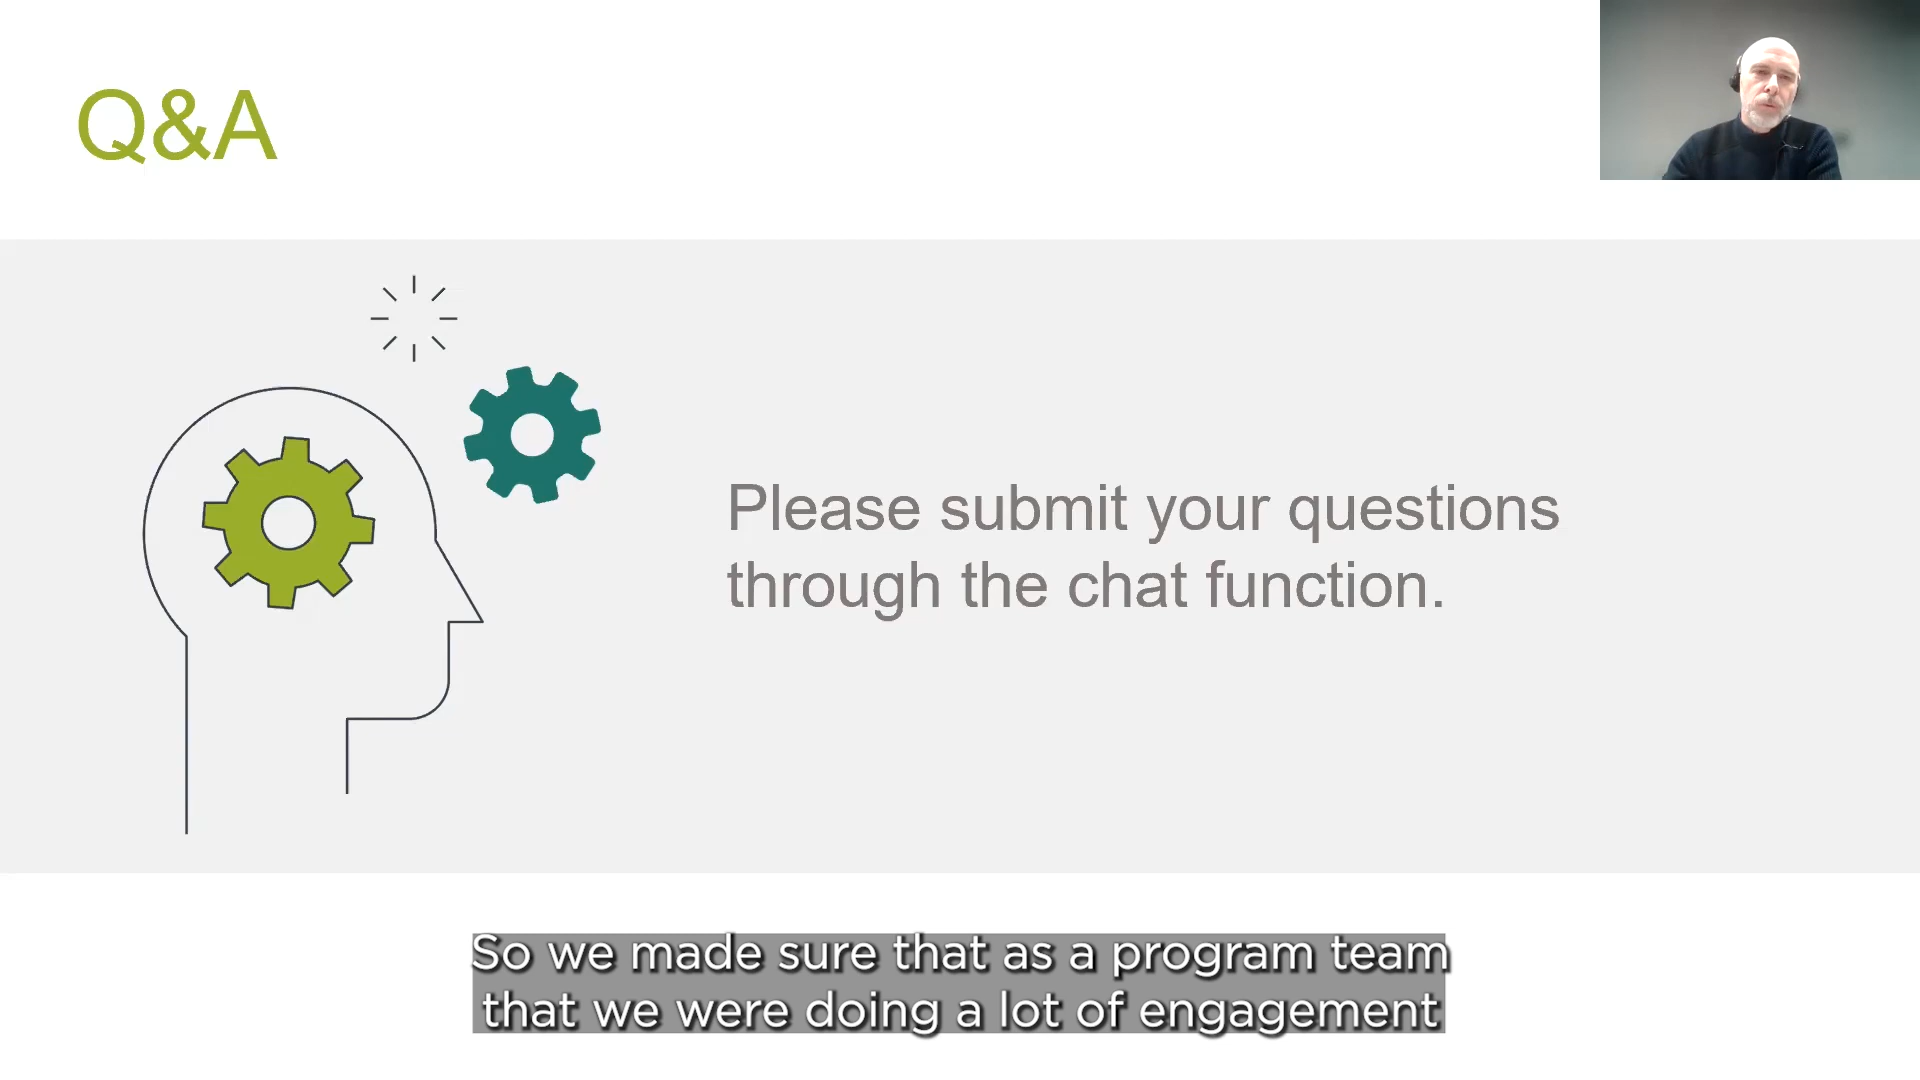 Q&A
Please submit your questions
through the chat function.
So we made sure that as a program team
that we were doing a lot of engagement